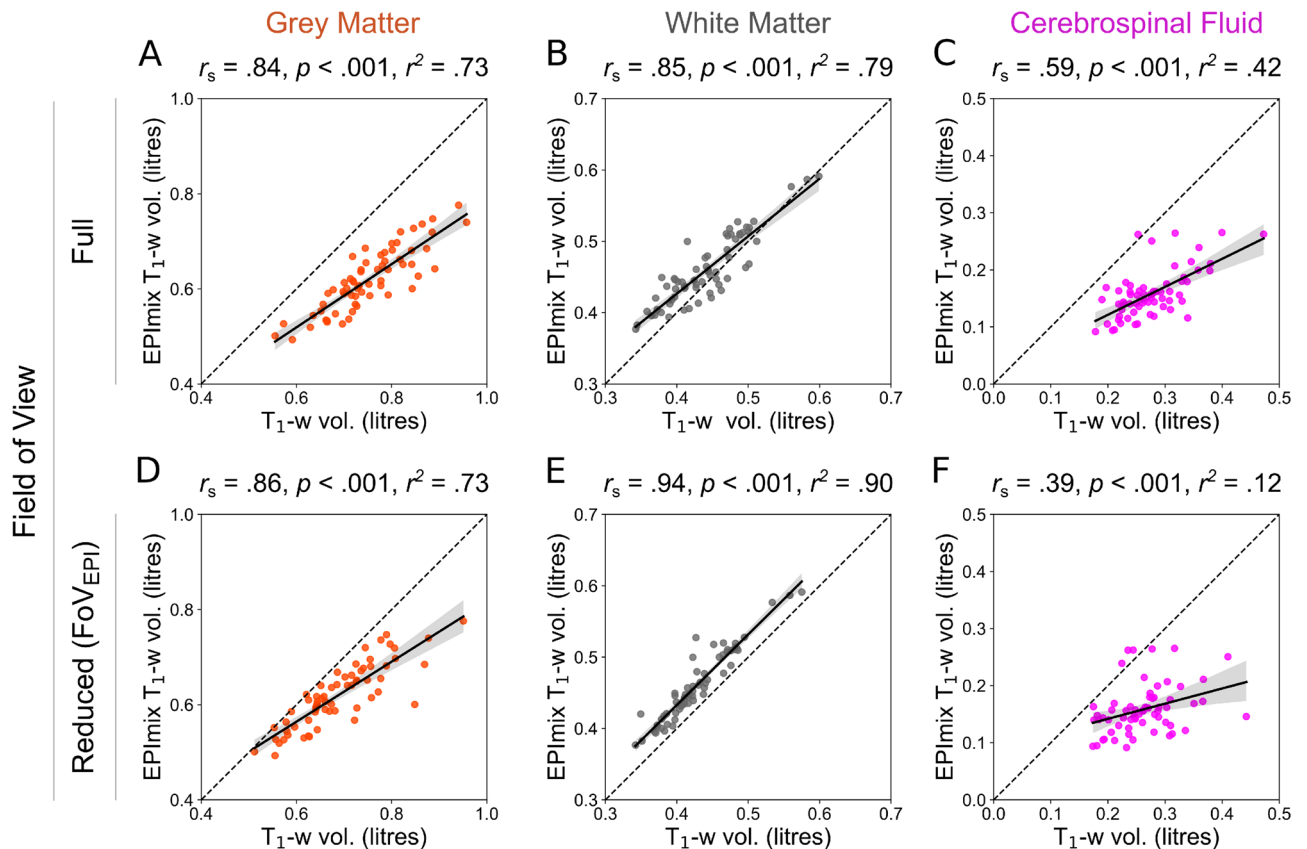 Grey Matter
White Matter
Cerebrospinal Fluid
A
rs = .84, p < .001, r² = .73
B
rs = .85, p < .001, r² = .79
C
rs = .59, p < .001, r² = .42
Field of View
Full
EPImix T₁-w vol. (litres)
1.0
0.8
0.6
0.4
0.4 0.6 0.8 1.0
T₁-w vol. (litres)
EPImix T₁-w vol. (litres)
0.7
0.6
0.5
0.4
0.3
0.3 0.4 0.5 0.6 0.7
T₁-w vol. (litres)
EPImix T₁-w vol. (litres)
0.5
0.4
0.3
0.2
0.1
0.0
0.0 0.1 0.2 0.3 0.4 0.5
T₁-w vol. (litres)
Reduced (FoVEPI)
D
rs = .86, p < .001, r² = .73
E
rs = .94, p < .001, r² = .90
F
rs = .39, p < .001, r² = .12
EPImix T₁-w vol. (litres)
1.0
0.8
0.6
0.4
0.4 0.6 0.8 1.0
T₁-w vol. (litres)
EPImix T₁-w vol. (litres)
0.7
0.6
0.5
0.4
0.3
0.3 0.4 0.5 0.6 0.7
T₁-w vol. (litres)
EPImix T₁-w vol. (litres)
0.5
0.4
0.3
0.2
0.1
0.0
0.0 0.1 0.2 0.3 0.4 0.5
T₁-w vol. (litres)